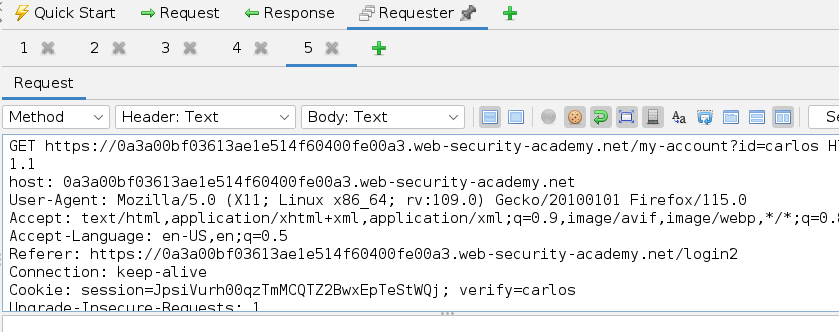 Quick Start Request Response Requester
1 2 3 4 5
Request
Method Header: Text Body: Text Aa Se
GET https://0a3a00bf03613ae1e514f60400fe00a3.web-security-academy.net/my-account?id=carlos HT
1.1
host: 0a3a00bf03613ae1e514f60400fe00a3.web-security-academy.net
User-Agent: Mozilla/5.0 (X11; Linux x86_64; rv:109.0) Gecko/20100101 Firefox/115.0
Accept: text/html,application/xhtml+xml,application/xml;q=0.9,image/avif,image/webp,*/*;q=0.8
Accept-Language: en-US,en;q=0.5
Referer: https://0a3a00bf03613ae1e514f60400fe00a3.web-security-academy.net/login2
Connection: keep-alive
Cookie: session=JpsiVurh00qzTmMCQTZ2BwxEpTeStWQj; verify=carlos
Upgrade-Insecure-Requests: 1